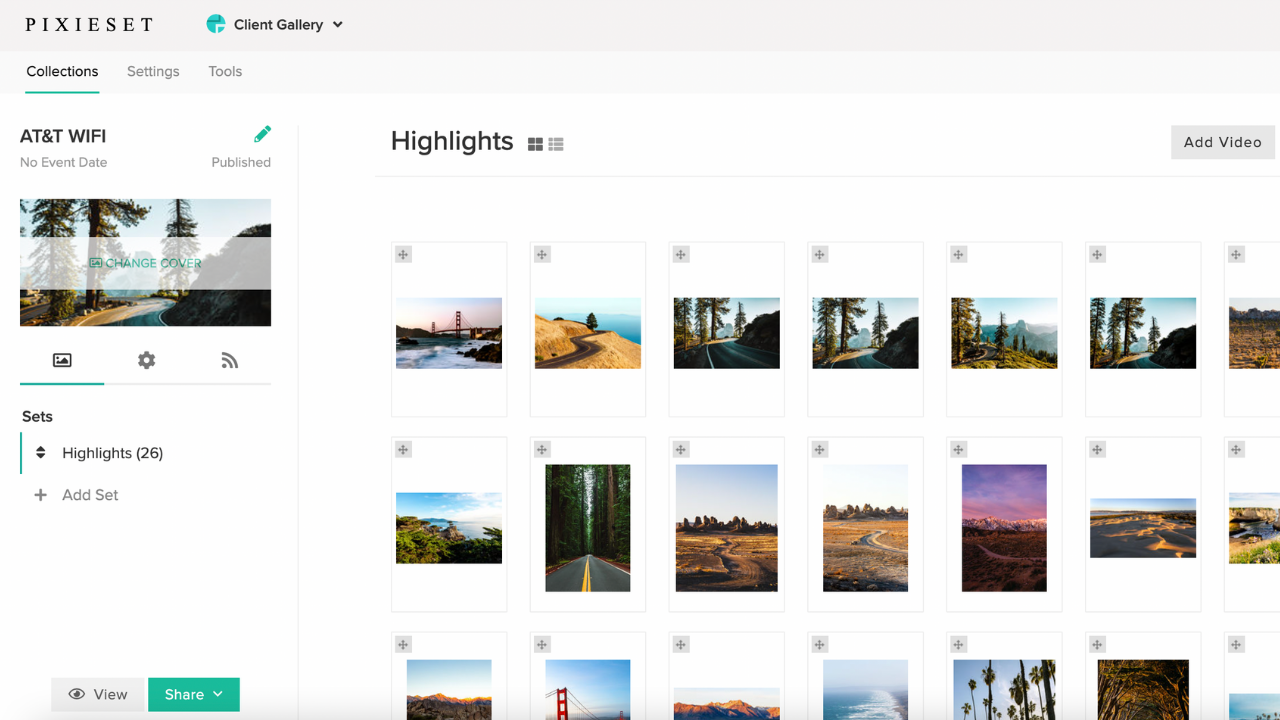 PIXIESET
Client Gallery
Collections Settings Tools
AT&T WIFI
No Event Date Published
CHANGE COVER
Sets
Highlights (26)
Add Set
View Share
Highlights
Add Video